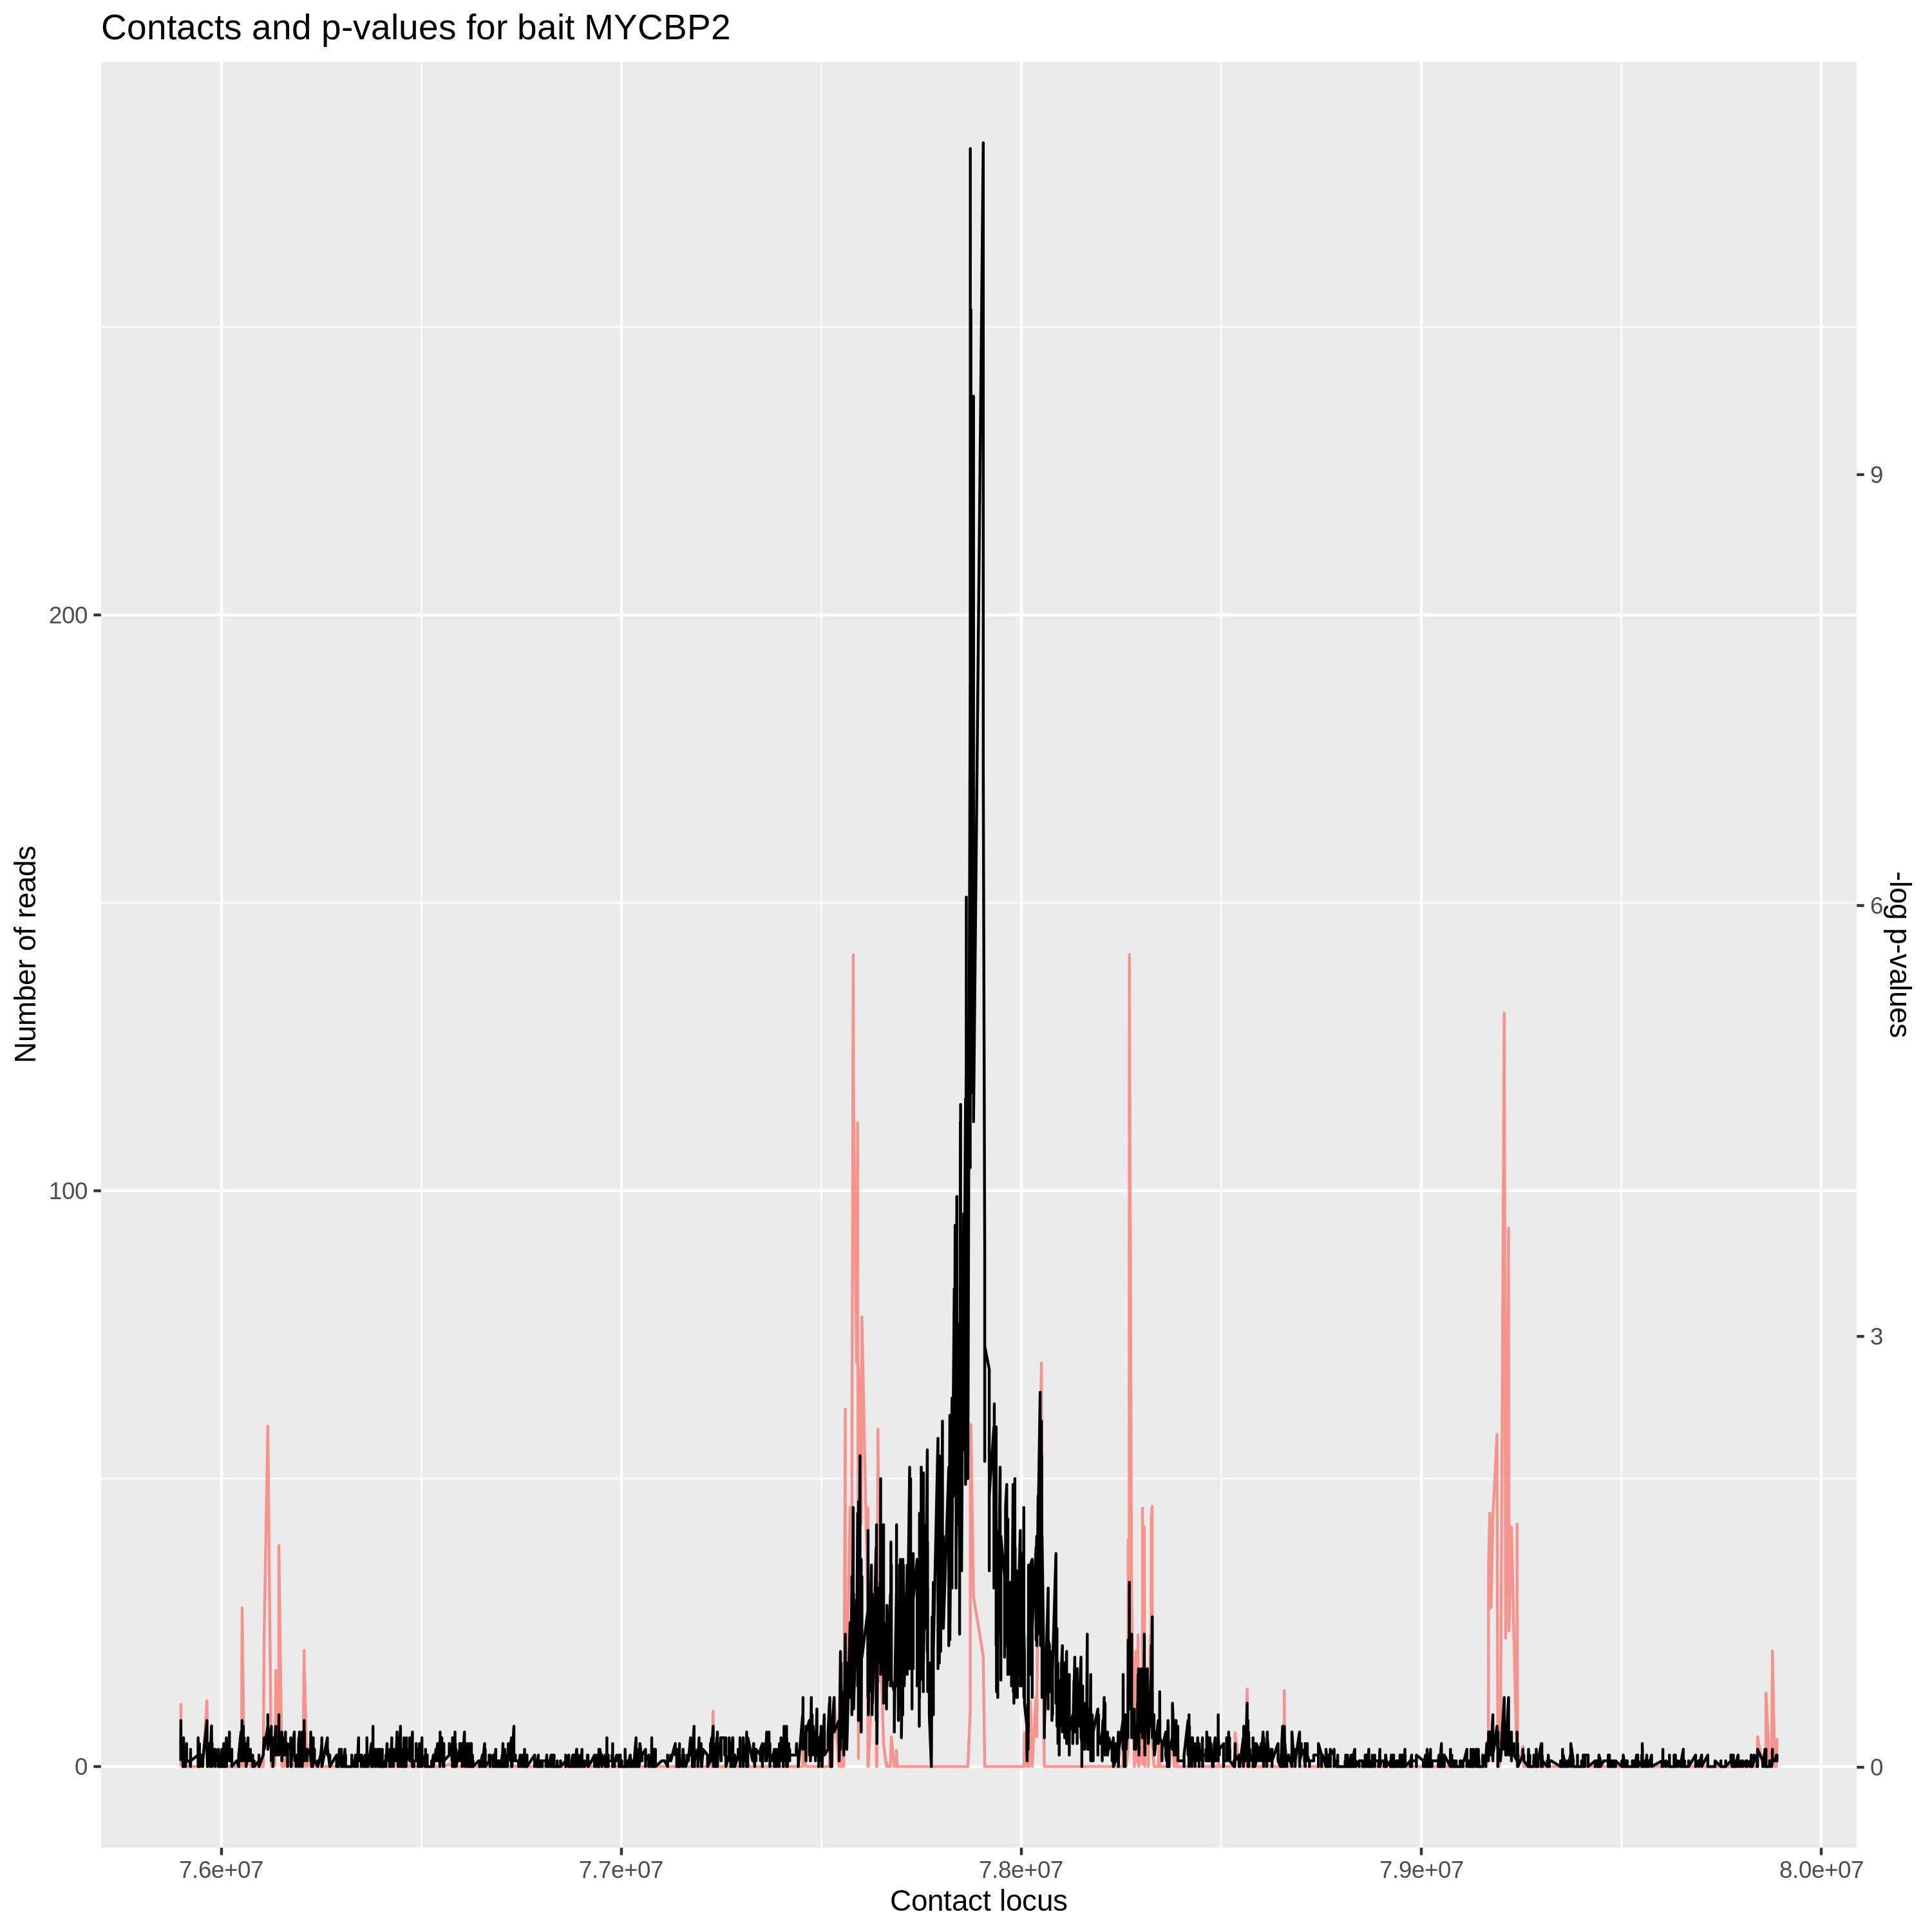 Contacts and p-values for bait MYCBP2
Number of reads
200
100
0
9
6
3
0
-log p-values
7.6e+07
7.7e+07
7.8e+07
7.9e+07
8.0e+07
Contact locus